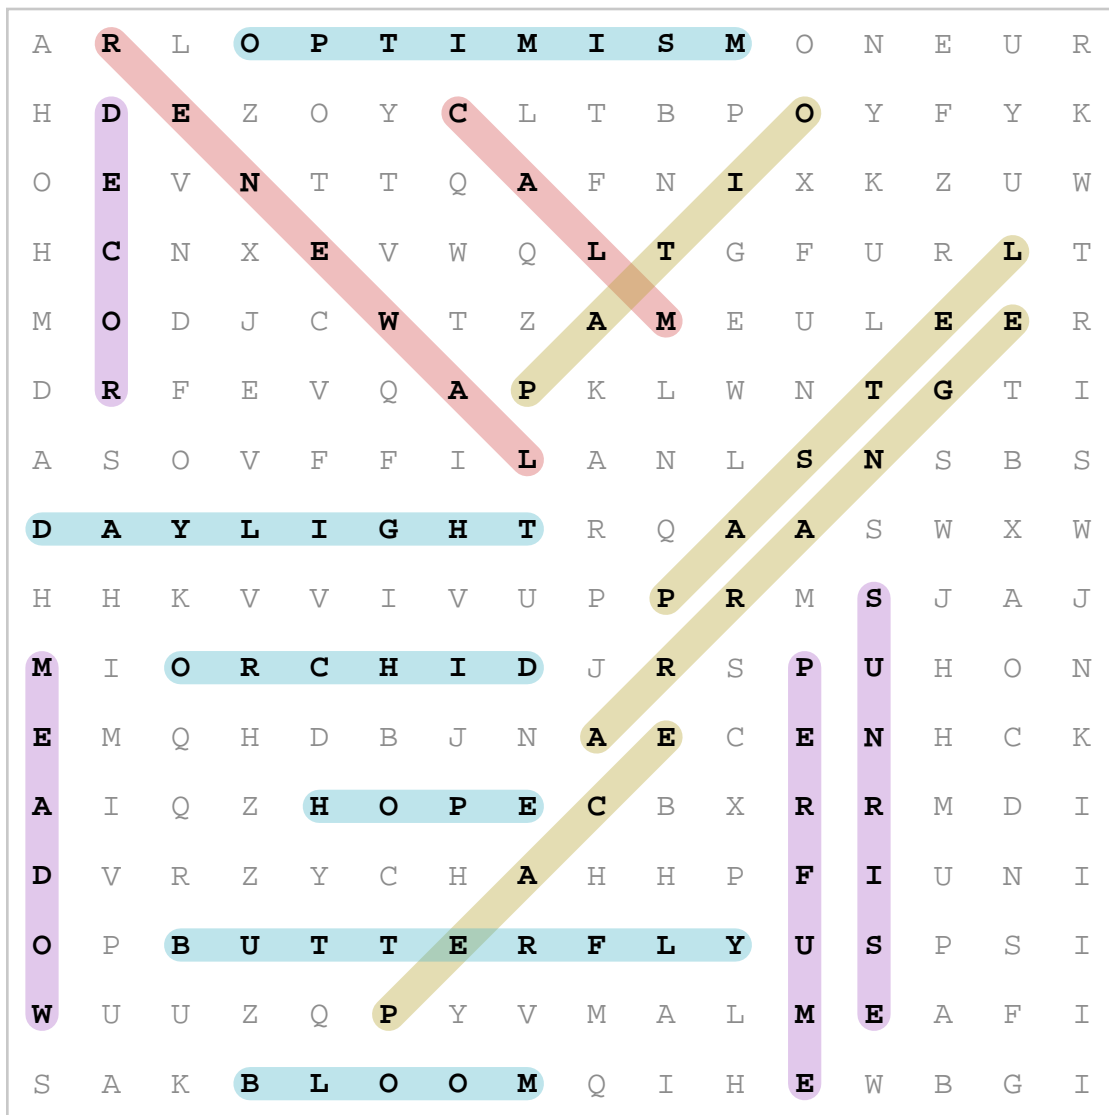 A R L O P T I M I S M O N E U R
H D E Z O Y C L T B P O Y F Y K
O E V N T T Q A F N I X K Z U W
H C N X E V W Q L T G F U R L T
M O D J C W T Z A M E U L E E R
D R F E V Q A P K L W N T G T I
A S O V F F I L A N L S N S B S
D A Y L I G H T R Q A A S W X W
H H K V V I V U P P R M S J A J
M I O R C H I D J R S P U H O N
E M Q H D B J N A E C E N H C K
A I Q Z H O P E C B X R R M D I
D V R Z Y C H A H H P F I U N I
O P B U T T E R F L Y U S P S I
W U U Z Q P Y V M A L M E A F I
S A K B L O O M Q I H E W B G I